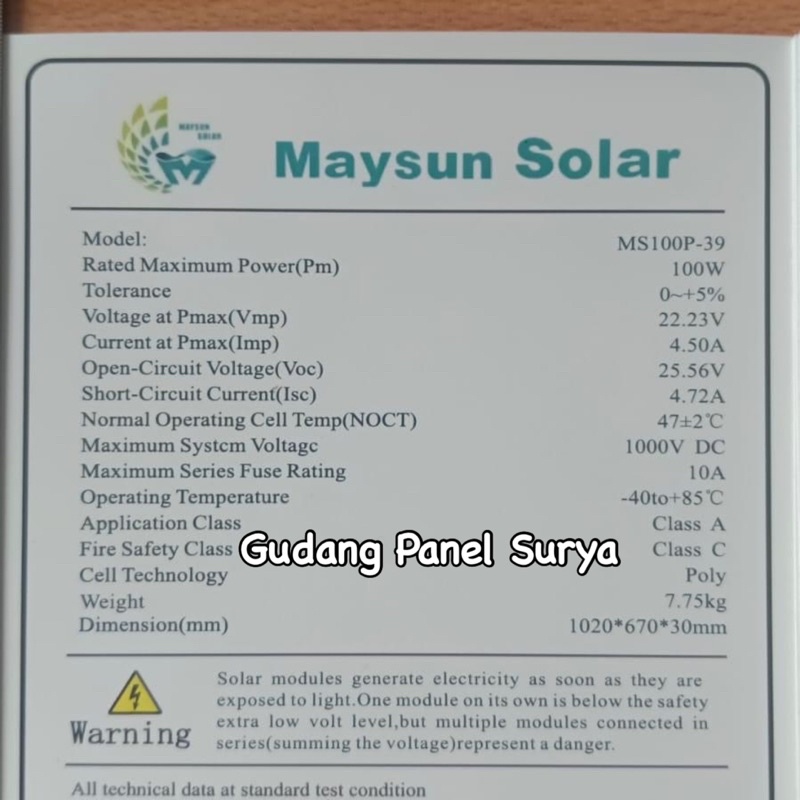 MAYSUN
SOLAR
Maysun Solar
Model: MS100P-39
Rated Maximum Power(Pm) 100W
Tolerance 0~+5%
Voltage at Pmax(Vmp) 22.23V
Current at Pmax(Imp) 4.50A
Open-Circuit Voltage(Voc) 25.56V
Short-Circuit Current(Isc) 4.72A
Normal Operating Cell Temp(NOCT) 47±2℃
Maximum Systcm Voltagc 1000V DC
Maximum Series Fuse Rating 10A
Operating Temperature -40to+85℃
Application Class Class A
Fire Safety Class Class C
Gudang Panel Surya
Cell Technology Poly
Weight 7.75kg
Dimension(mm) 1020*670*30mm
Warning
Solar modules generate electricity as soon as they are
exposed to light.One module on its own is below the safety
extra low volt level,but multiple modules connected in
series(summing the voltage)represent a danger.
All technical data at standard test condition